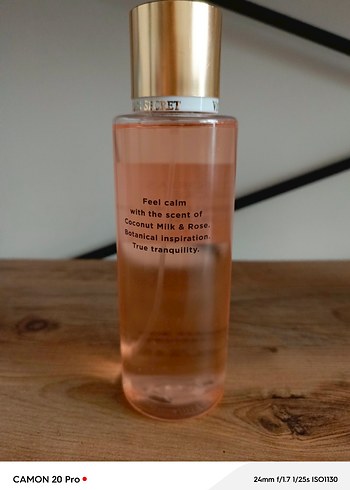 SECRET
Feel calm
with the scent of
Coconut Milk & Rose.
Botanical inspiration.
True tranquility.
CAMON 20 Pro
24mm f/1.7 1/25s ISO1130